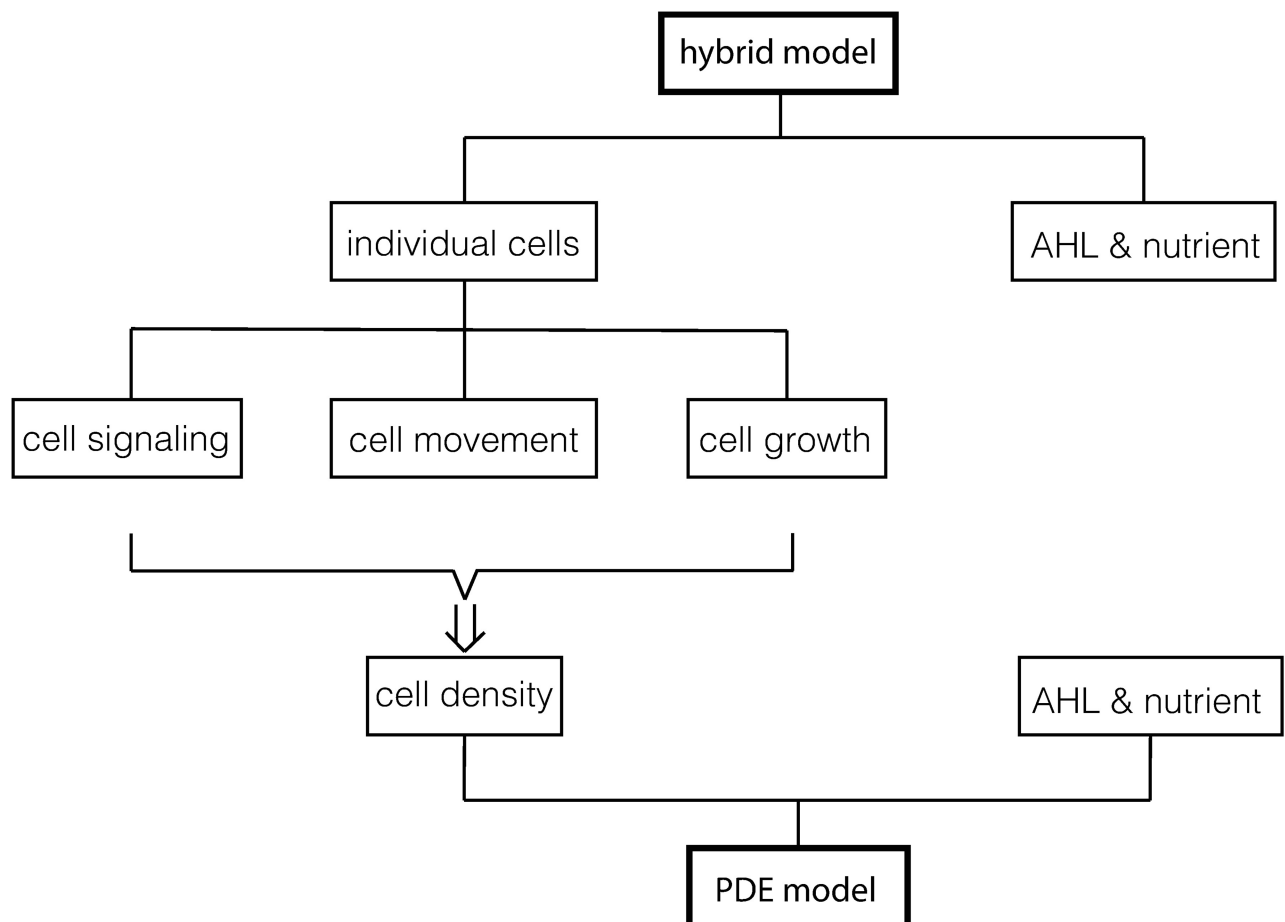 hybrid model
individual cells
AHL & nutrient
cell signaling
cell movement
cell growth
cell density
AHL & nutrient
PDE model